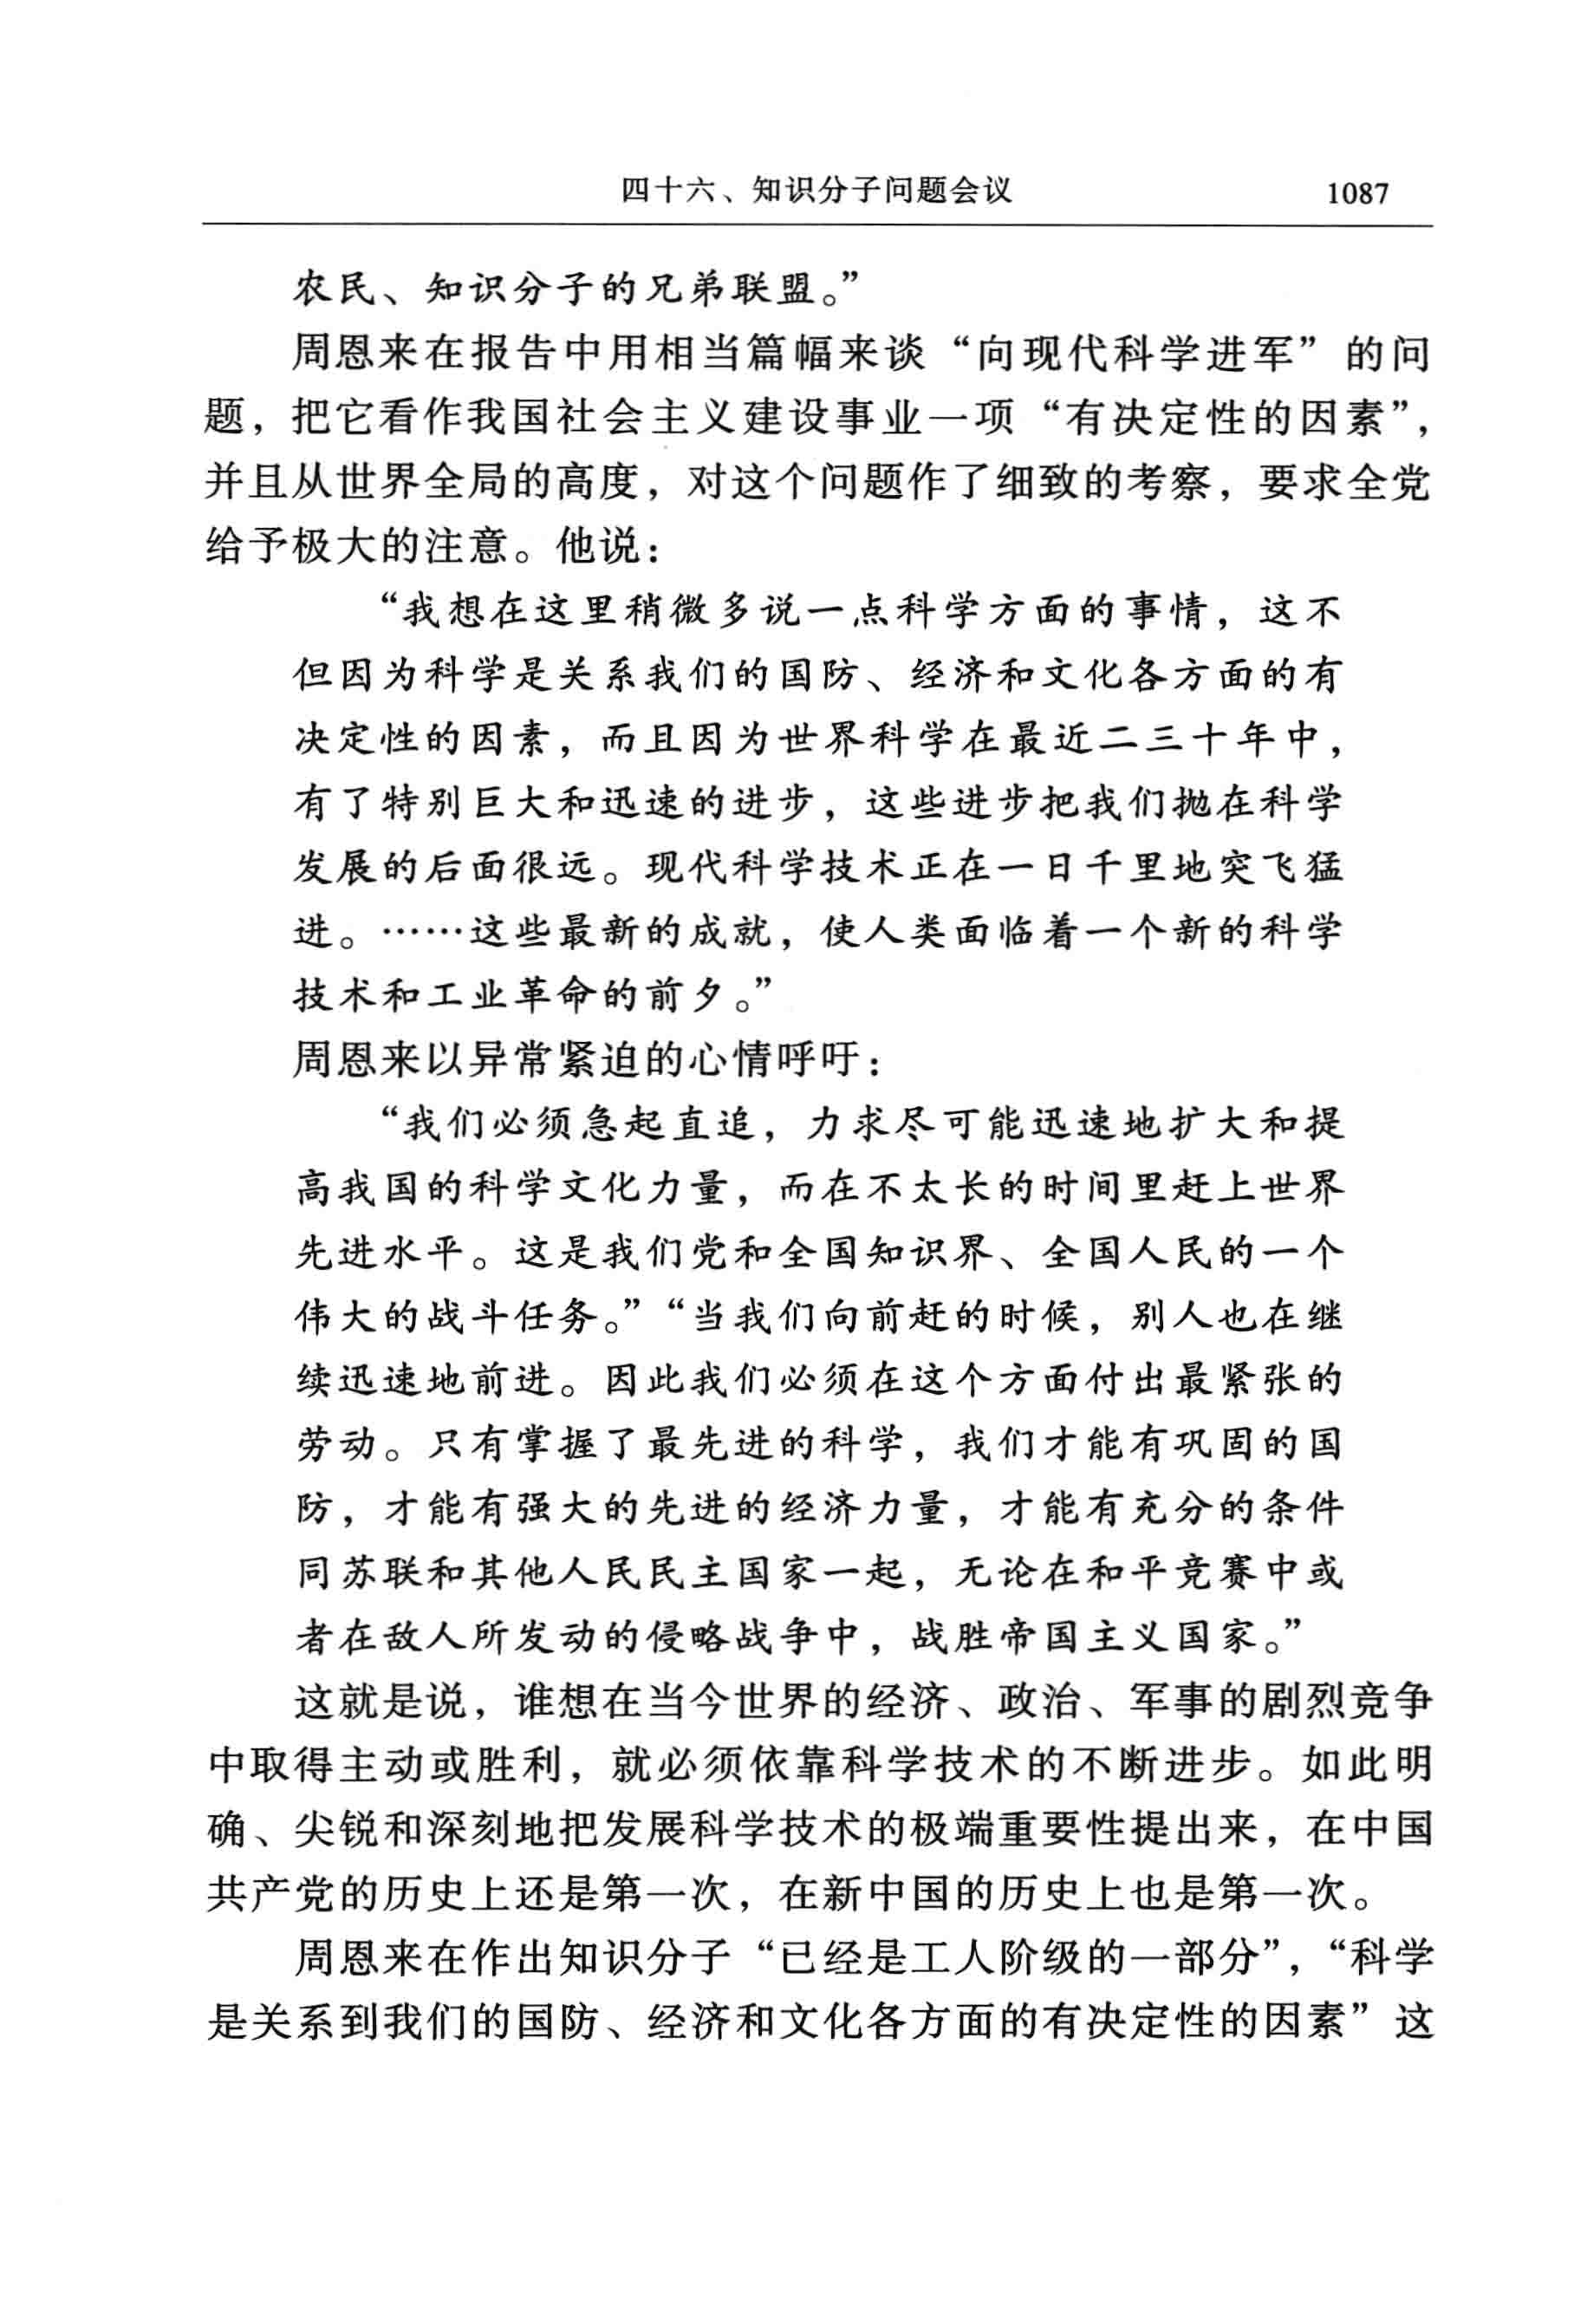 四十六、知识分子问题会议 1087
农民、知识分子的兄弟联盟。”
周恩来在报告中用相当篇幅来谈“向现代科学进军”的问
题，把它看作我国社会主义建设事业一项“有决定性的因素”，
并且从世界全局的高度，对这个问题作了细致的考察，要求全党
给予极大的注意。他说：
“我想在这里稍微多说一点科学方面的事情，这不
但因为科学是关系我们的国防、经济和文化各方面的有
决定性的因素，而且因为世界科学在最近二三十年中，
有了特别巨大和迅速的进步，这些进步把我们抛在科学
发展的后面很远。现代科学技术正在一日千里地突飞猛
进。……这些最新的成就，使人类面临着一个新的科学
技术和工业革命的前夕。”
周恩来以异常紧迫的心情呼吁：
“我们必须急起直追，力求尽可能迅速地扩大和提
高我国的科学文化力量，而在不太长的时间里赶上世界
先进水平。这是我们党和全国知识界、全国人民的一个
伟大的战斗任务。”“当我们向前赶的时候，别人也在继
续迅速地前进。因此我们必须在这个方面付出最紧张的
劳动。只有掌握了最先进的科学，我们才能有巩固的国
防，才能有强大的先进的经济力量，才能有充分的条件
同苏联和其他人民民主国家一起，无论在和平竞赛中或
者在敌人所发动的侵略战争中，战胜帝国主义国家。”
这就是说，谁想在当今世界的经济、政治、军事的剧烈竞争
中取得主动或胜利，就必须依靠科学技术的不断进步。如此明
确、尖锐和深刻地把发展科学技术的极端重要性提出来，在中国
共产党的历史上还是第一次，在新中国的历史上也是第一次。
周恩来在作出知识分子“已经是工人阶级的一部分”，“科学
是关系到我们的国防、经济和文化各方面的有决定性的因素”这